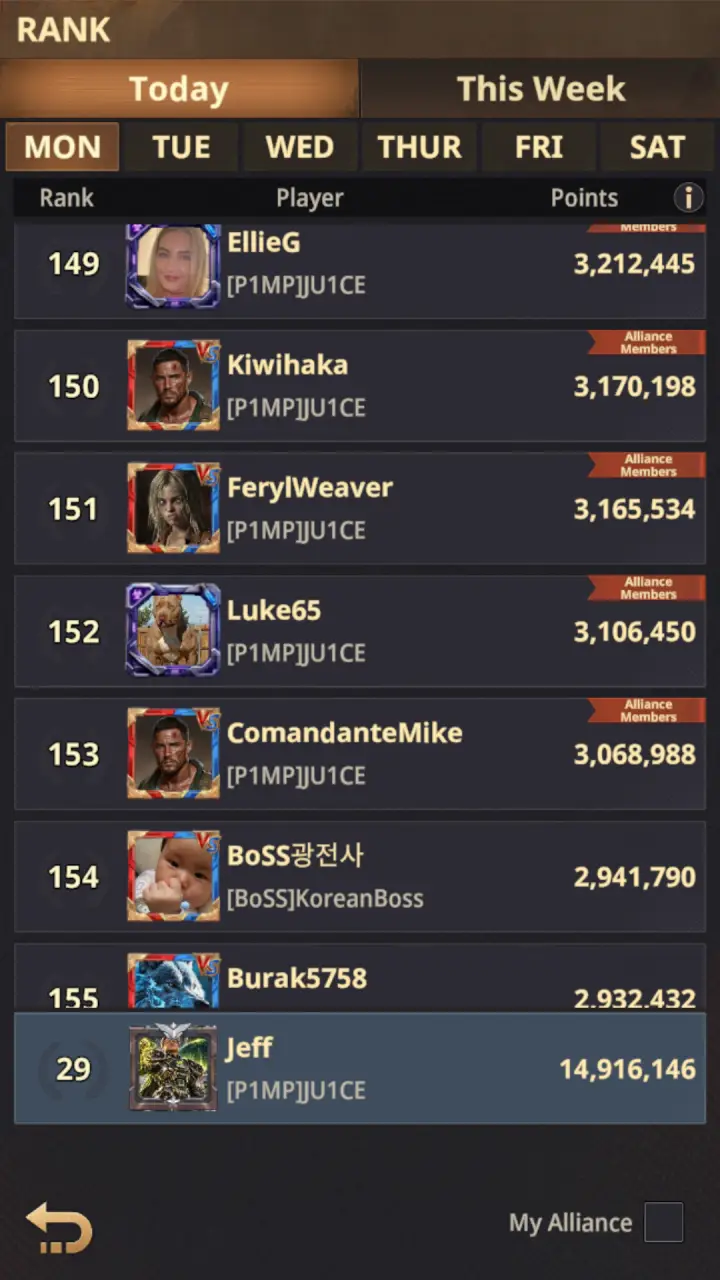 RANK
Today
This Week
MON
TUE
WED
THUR
FRI
SAT
Rank
Player
Points
i
Members
149
EllieG
[P1MP]JU1CE
3,212,445
Alliance
Members
150
Kiwihaka
[P1MP]JU1CE
3,170,198
Alliance
Members
151
FerylWeaver
[P1MP]JU1CE
3,165,534
Alliance
Members
152
Luke65
[P1MP]JU1CE
3,106,450
Alliance
Members
153
ComandanteMike
[P1MP]JU1CE
3,068,988
154
BoSS광전사
[BoSS]KoreanBoss
2,941,790
155
Burak5758
2,932,432
29
Jeff
[P1MP]JU1CE
14,916,146
My Alliance